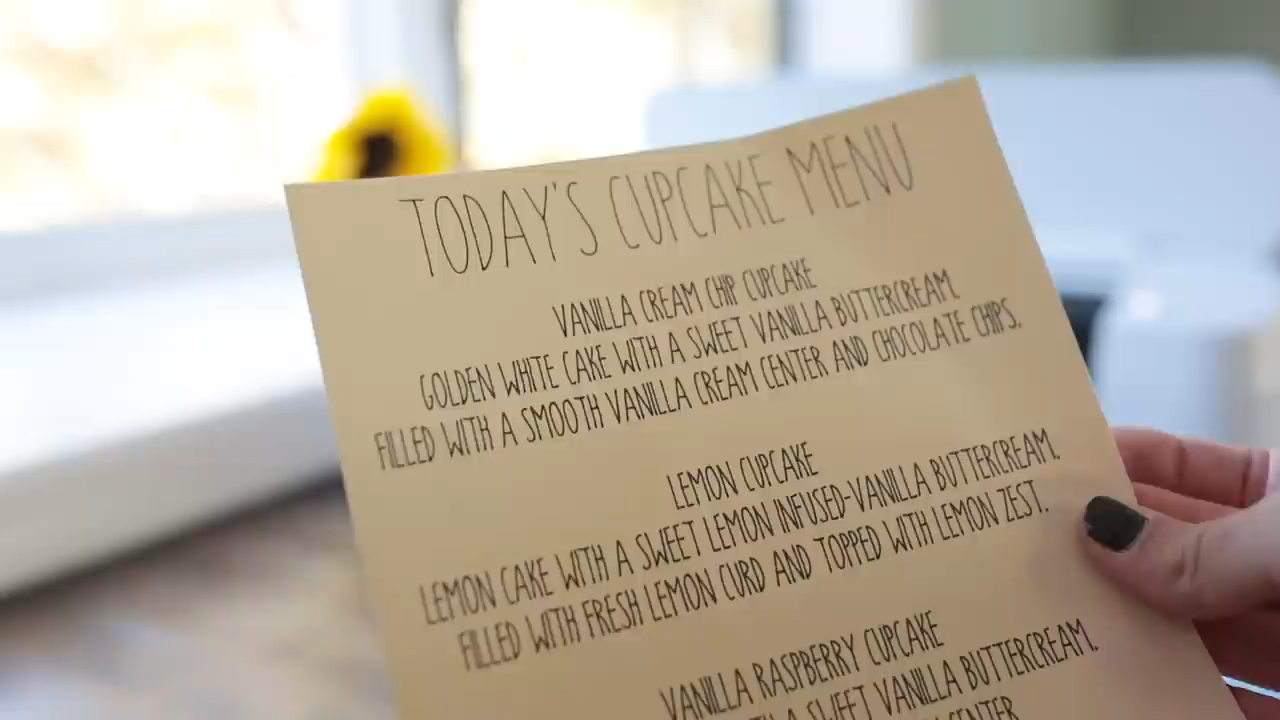 TODAY'S CUPCAKE MENU
VANILLA CREAM CHIP CUPCAKE
GOLDEN WHITE CAKE WITH A SWEET VANILLA BUTTERCREAM.
FILLED WITH A SMOOTH VANILLA CREAM CENTER AND CHOCOLATE CHIPS.
LEMON CUPCAKE
LEMON CAKE WITH A SWEET LEMON INFUSED-VANILLA BUTTERCREAM.
FILLED WITH FRESH LEMON CURD AND TOPPED WITH LEMON ZEST.
VANILLA RASPBERRY CUPCAKE
A SWEET VANILLA BUTTERCREAM.
CENTER